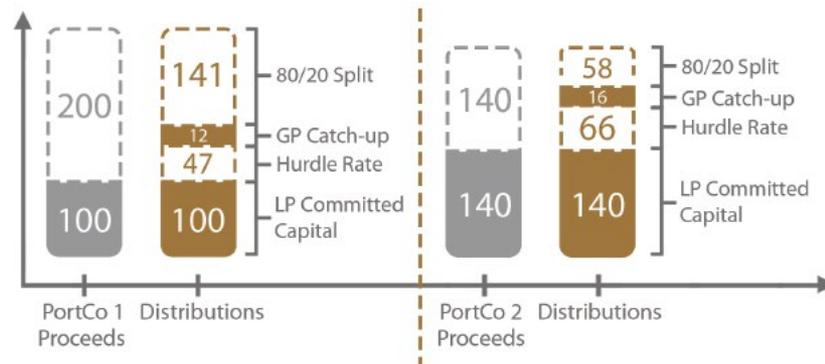 200
100
141
12
47
100
80/20 Split
GP Catch-up
Hurdle Rate
LP Committed
Capital
PortCo 1
Proceeds
Distributions
140
140
58
16
66
140
80/20 Split
GP Catch-up
Hurdle Rate
LP Committed
Capital
PortCo 2
Proceeds
Distributions